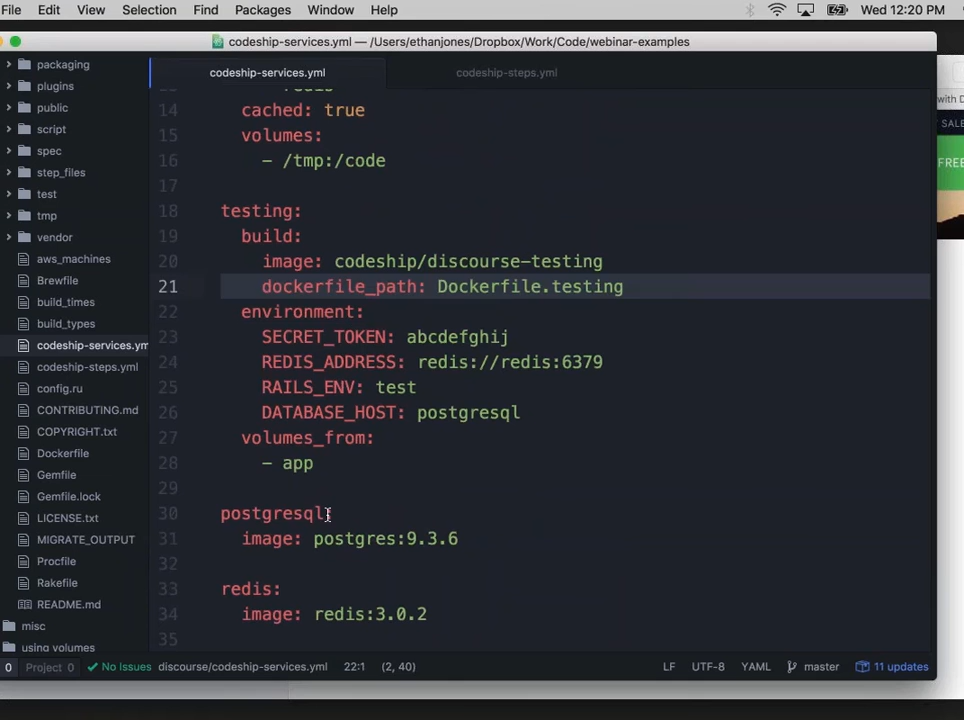 File Edit View Selection Find Packages Window Help Wed 12:20 PM
codeship-services.yml — /Users/ethanjones/Dropbox/Work/Code/webinar-examples
codeship-services.yml codeship-steps.yml
packaging
plugins
public
script
spec
step_files
test
tmp
vendor
aws_machines
Brewfile
build_times
build_types
codeship-services.ym
codeship-steps.yml
config.ru
CONTRIBUTING.md
COPYRIGHT.txt
Dockerfile
Gemfile
Gemfile.lock
LICENSE.txt
MIGRATE_OUTPUT
Procfile
Rakefile
README.md
misc
using volumes
14 cached: true
15 volumes:
16 - /tmp:/code
17
18 testing:
19 build:
20 image: codeship/discourse-testing
21 dockerfile_path: Dockerfile.testing
22 environment:
23 SECRET_TOKEN: abcdefghij
24 REDIS_ADDRESS: redis://redis:6379
25 RAILS_ENV: test
26 DATABASE_HOST: postgresql
27 volumes_from:
28 - app
29
30 postgresql:
31 image: postgres:9.3.6
32
33 redis:
34 image: redis:3.0.2
35
with D
SALE
FREE
0 Project 0 No Issues discourse/codeship-services.yml 22:1 (2, 40) LF UTF-8 YAML master 11 updates